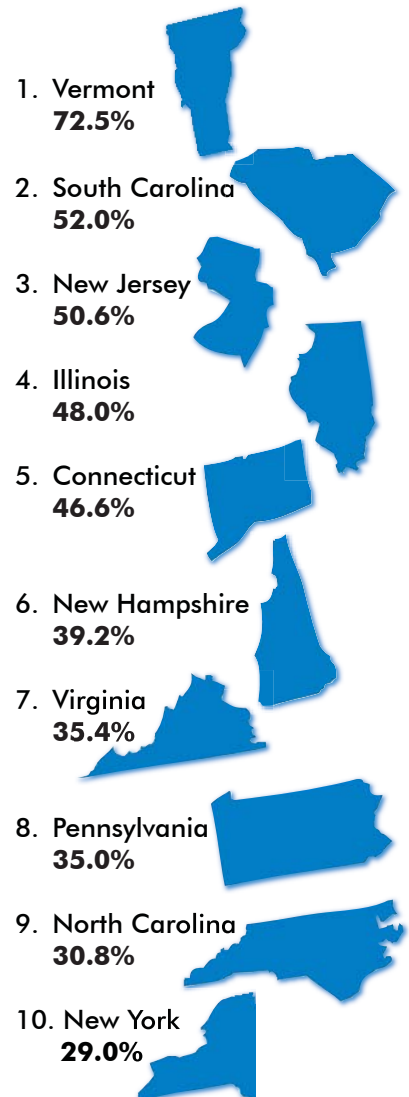 1. Vermont
72.5%
2. South Carolina
52.0%
3. New Jersey
50.6%
4. Illinois
48.0%
5. Connecticut
46.6%
6. New Hampshire
39.2%
7. Virginia
35.4%
8. Pennsylvania
35.0%
9. North Carolina
30.8%
10. New York
29.0%